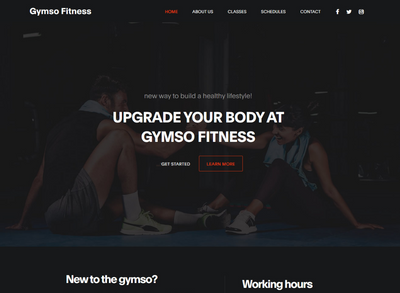 Gymso Fitness HOME ABOUT US CLASSES SCHEDULES CONTACT
new way to build a healthy lifestyle!
UPGRADE YOUR BODY AT
GYMSO FITNESS
GET STARTED LEARN MORE
New to the gymso? Working hours